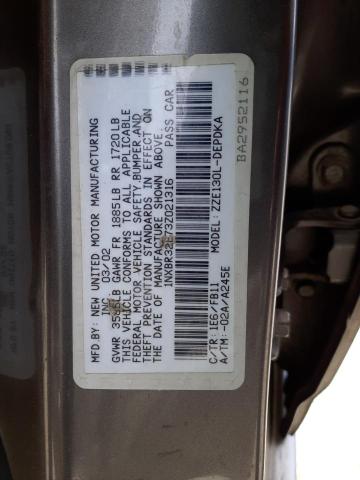 MFD BY: NEW UNITED MOTOR MANUFACTURING
INC. 03/02
GVWR 3585LB GAWR FR 1885LB RR 1720LB
THIS VEHICLE CONFORMS TO ALL APPLICABLE
FEDERAL MOTOR VEHICLE SAFETY,BUMPER,AND
THEFT PREVENTION STANDARDS IN EFFECT ON
THE DATE OF MANUFACTURE SHOWN ABOVE.
PASS CAR
C/TR: 1E6/FB11 MODEL: ZZE130L-DEPDKA
A/TM:-02A/A245E
BA2952116